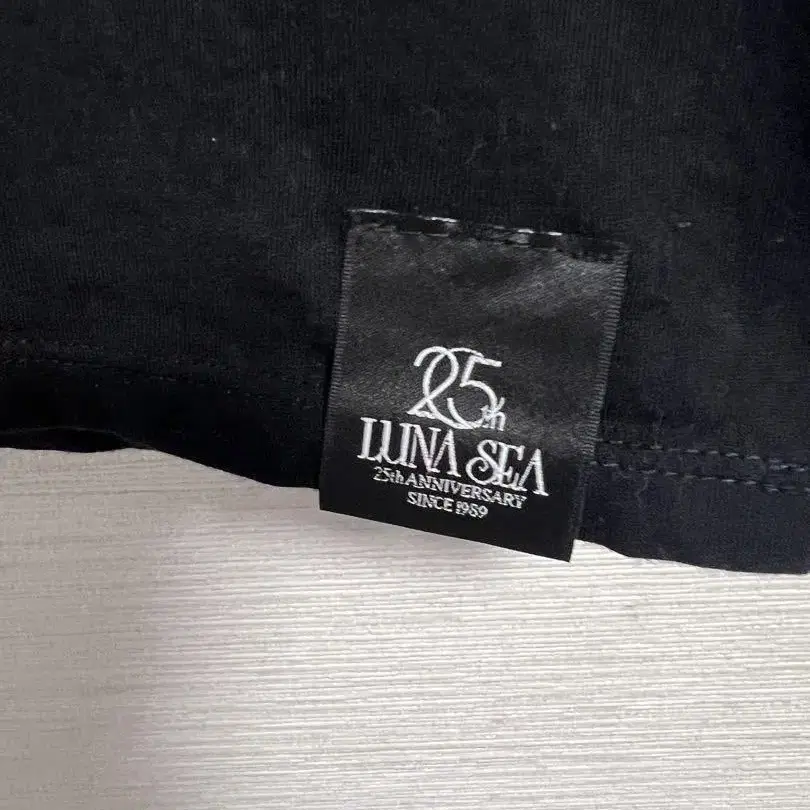 25th
LUNA SEA
25th ANNIVERSARY
SINCE 1989